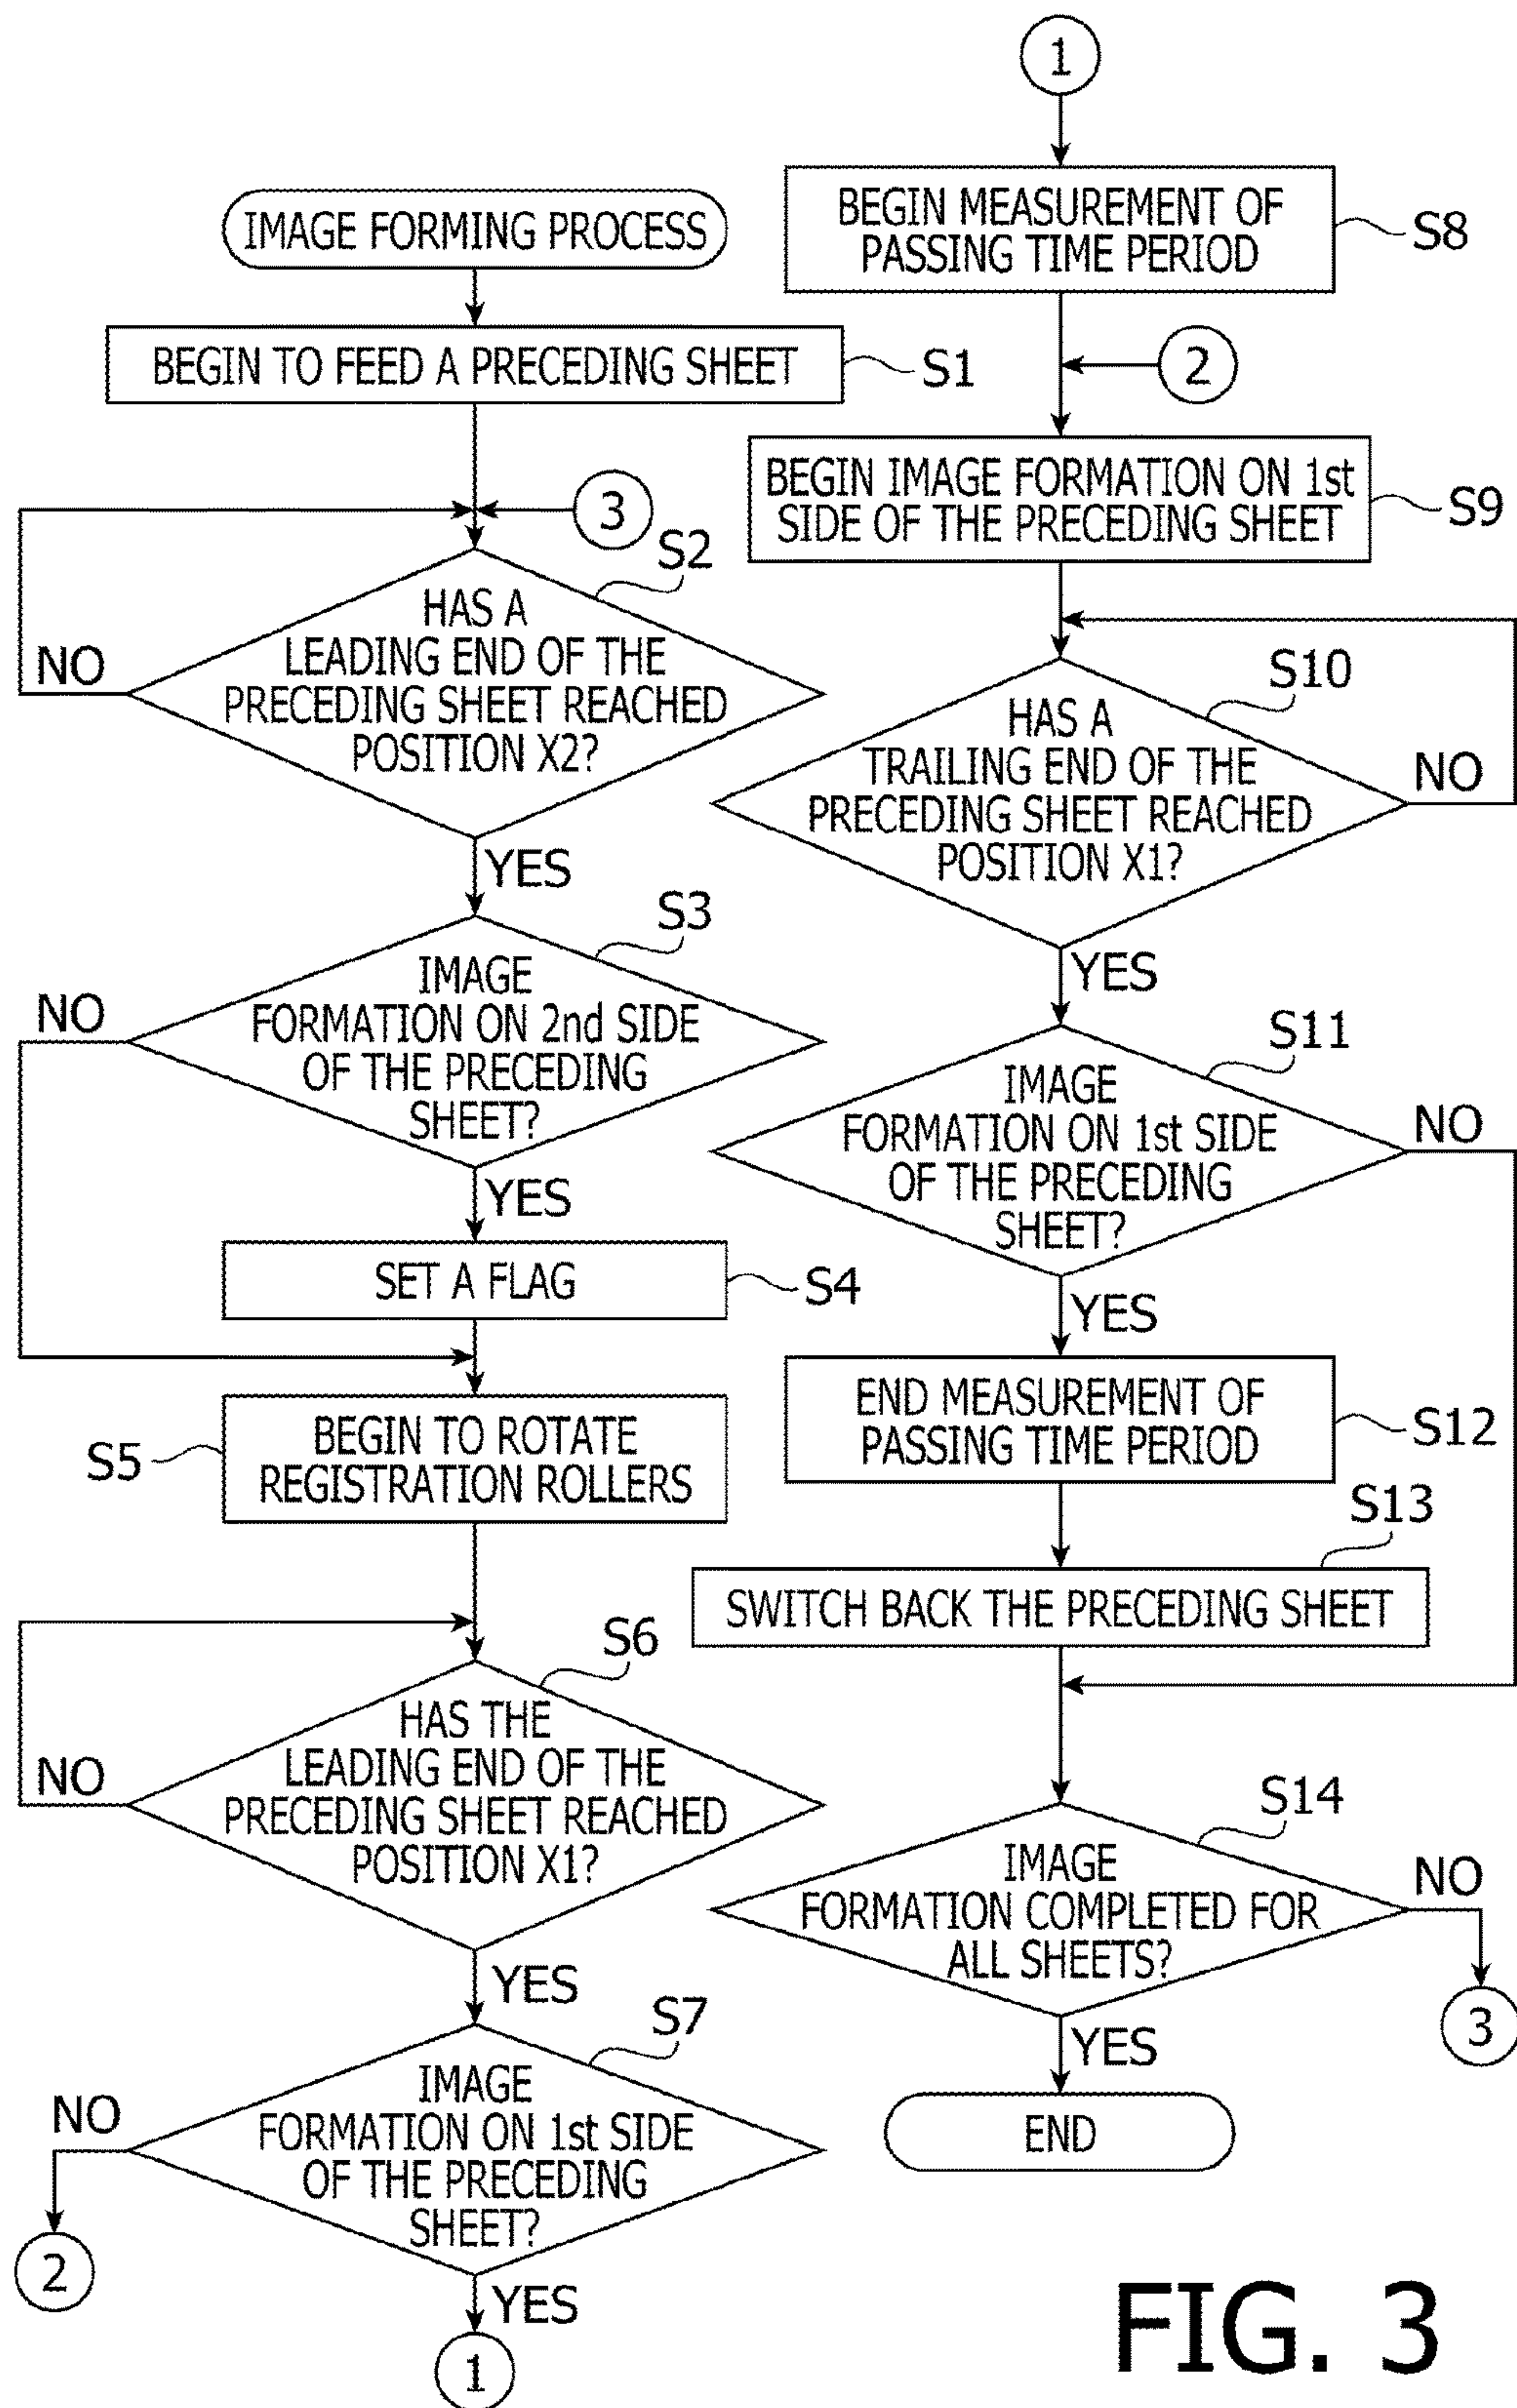 IMAGE FORMING PROCESS
BEGIN TO FEED A PRECEDING SHEET
S1
3
S2
HAS A
LEADING END OF THE
PRECEDING SHEET REACHED
POSITION X2?
NO
YES
S3
IMAGE
FORMATION ON 2nd SIDE
OF THE PRECEDING
SHEET?
NO
YES
SET A FLAG
S4
BEGIN TO ROTATE
REGISTRATION ROLLERS
S5
S6
HAS THE
LEADING END OF THE
PRECEDING SHEET REACHED
POSITION X1?
NO
YES
S7
IMAGE
FORMATION ON 1st SIDE
OF THE PRECEDING
SHEET?
NO
2
YES
1
1
BEGIN MEASUREMENT OF
PASSING TIME PERIOD
S8
2
BEGIN IMAGE FORMATION ON 1st
SIDE OF THE PRECEDING SHEET
S9
S10
HAS A
TRAILING END OF THE
PRECEDING SHEET REACHED
POSITION X1?
NO
YES
S11
IMAGE
FORMATION ON 1st SIDE
OF THE PRECEDING
SHEET?
NO
YES
END MEASUREMENT OF
PASSING TIME PERIOD
S12
S13
SWITCH BACK THE PRECEDING SHEET
S14
IMAGE
FORMATION COMPLETED FOR
ALL SHEETS?
NO
3
YES
END
FIG. 3